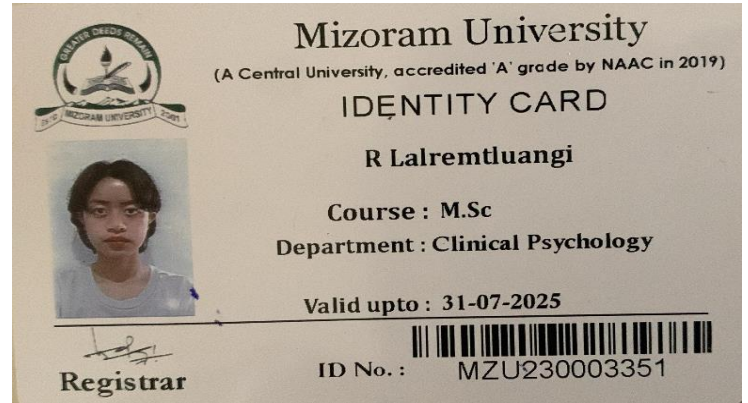 GREATER DEEDS REMAIN
MIZORAM UNIVERSITY
2001
Mizoram University
(A Central University, accredited 'A' grade by NAAC in 2019)
IDENTITY CARD
R Lalremtluangi
Course : M.Sc
Department : Clinical Psychology
Valid upto : 31-07-2025
Registrar
ID No. :
MZU230003351